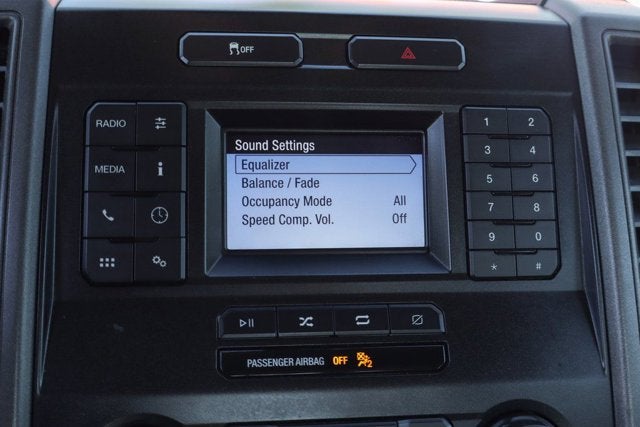 OFF
RADIO
MEDIA
i
Sound Settings
Equalizer
Balance / Fade
Occupancy Mode All
Speed Comp. Vol. Off
1 2
3 4
5 6
7 8
9 0
* #
PASSENGER AIRBAG OFF 2